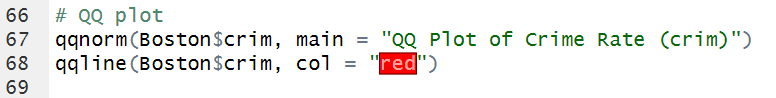 66 # QQ plot
67 qqnorm(Boston$crim, main = "QQ Plot of Crime Rate (crim)")
68 qqline(Boston$crim, col = "red")
69